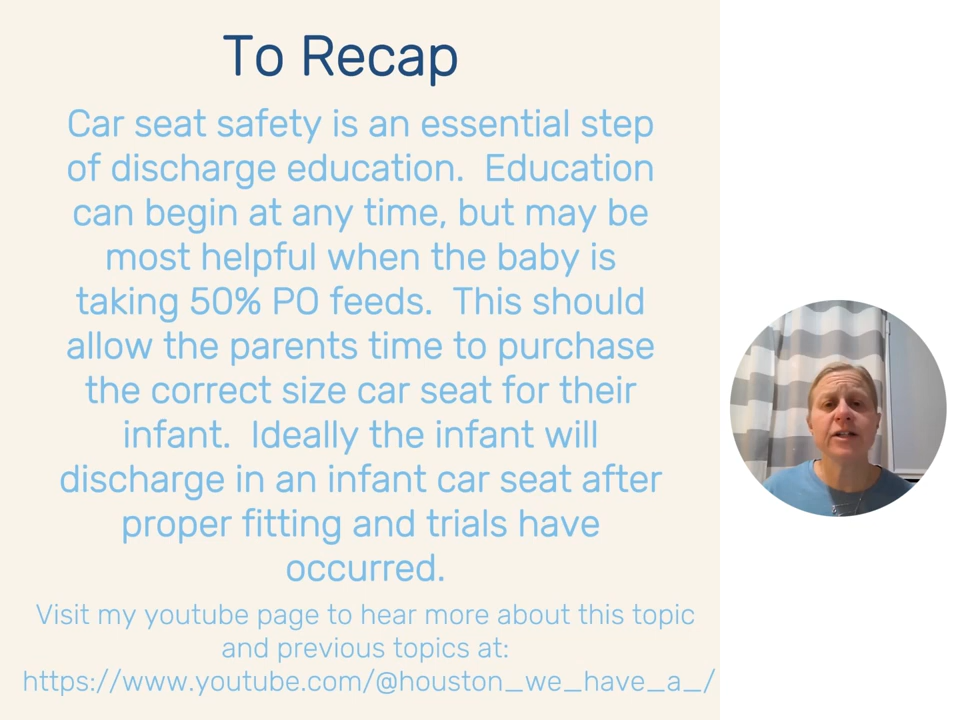 To Recap
Car seat safety is an essential step
of discharge education.  Education
can begin at any time, but may be
most helpful when the baby is
taking 50% PO feeds.  This should
allow the parents time to purchase
the correct size car seat for their
infant.  Ideally the infant will
discharge in an infant car seat after
proper fitting and trials have
occurred.
Visit my youtube page to hear more about this topic
and previous topics at:
https://www.youtube.com/@houston_we_have_a_/